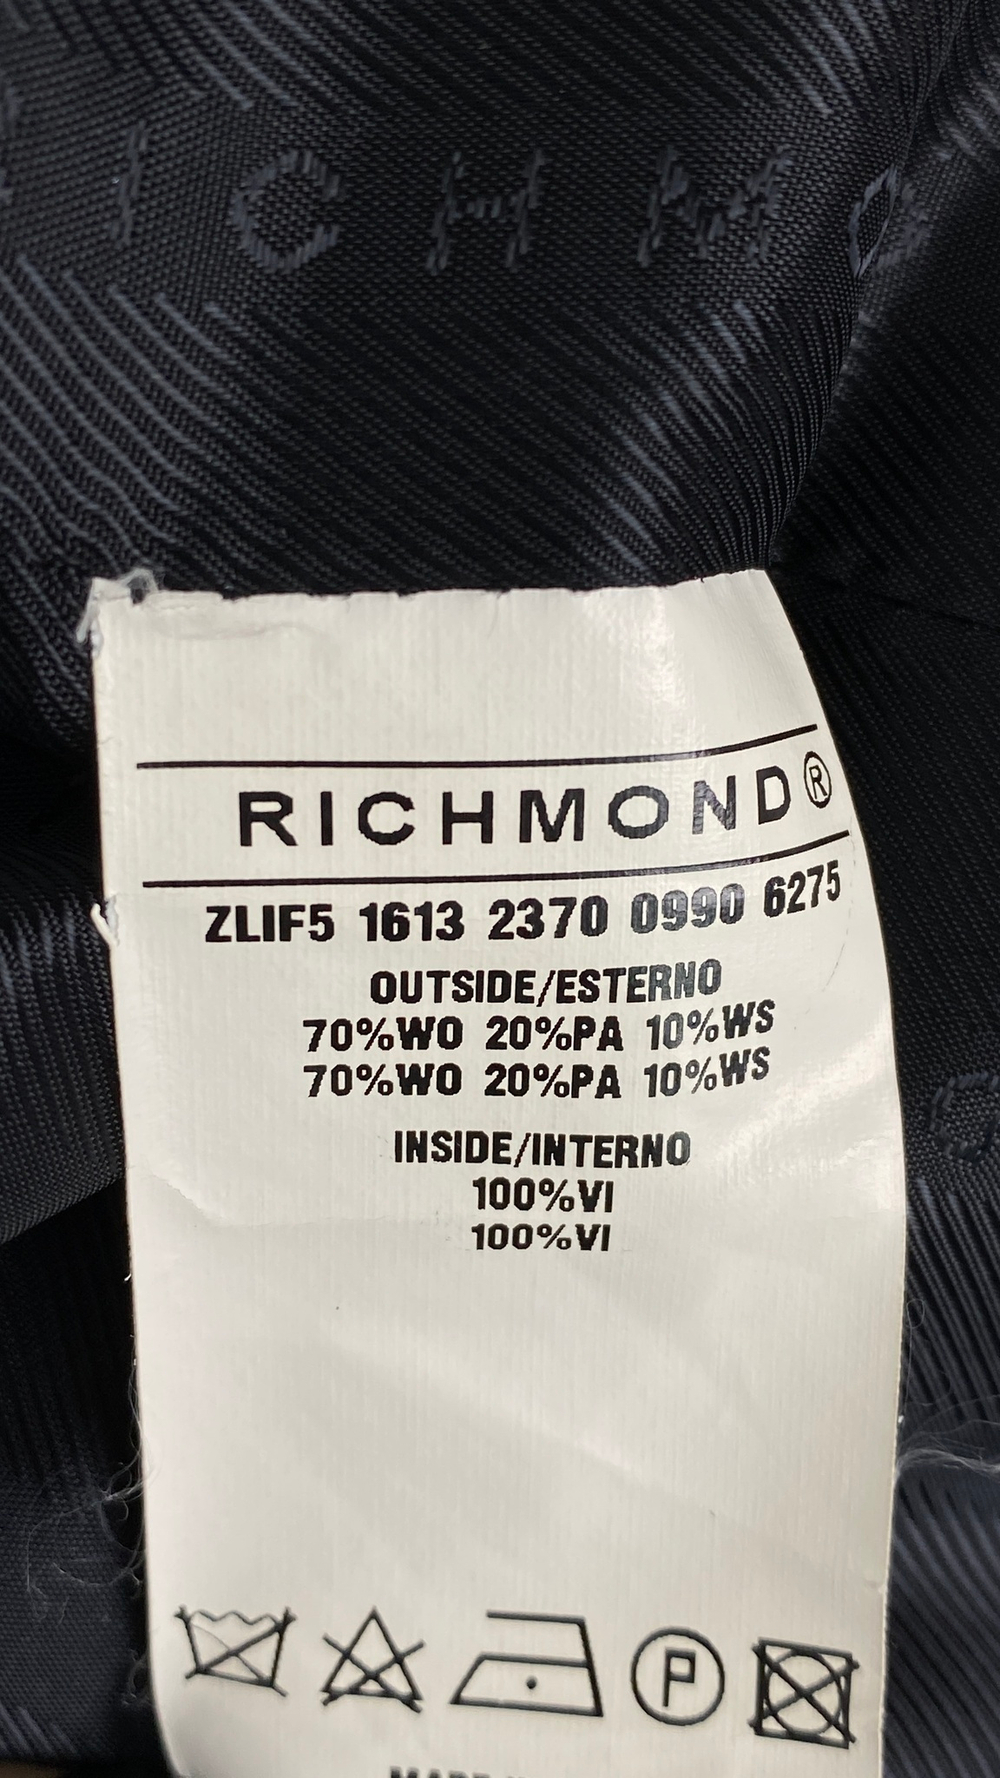 ICHMO
RICHMOND®
ZLIF5 1613 2370 0990 6275
OUTSIDE/ESTERNO
70%WO 20%PA 10%WS
70%WO 20%PA 10%WS
INSIDE/INTERNO
100%VI
100%VI
P